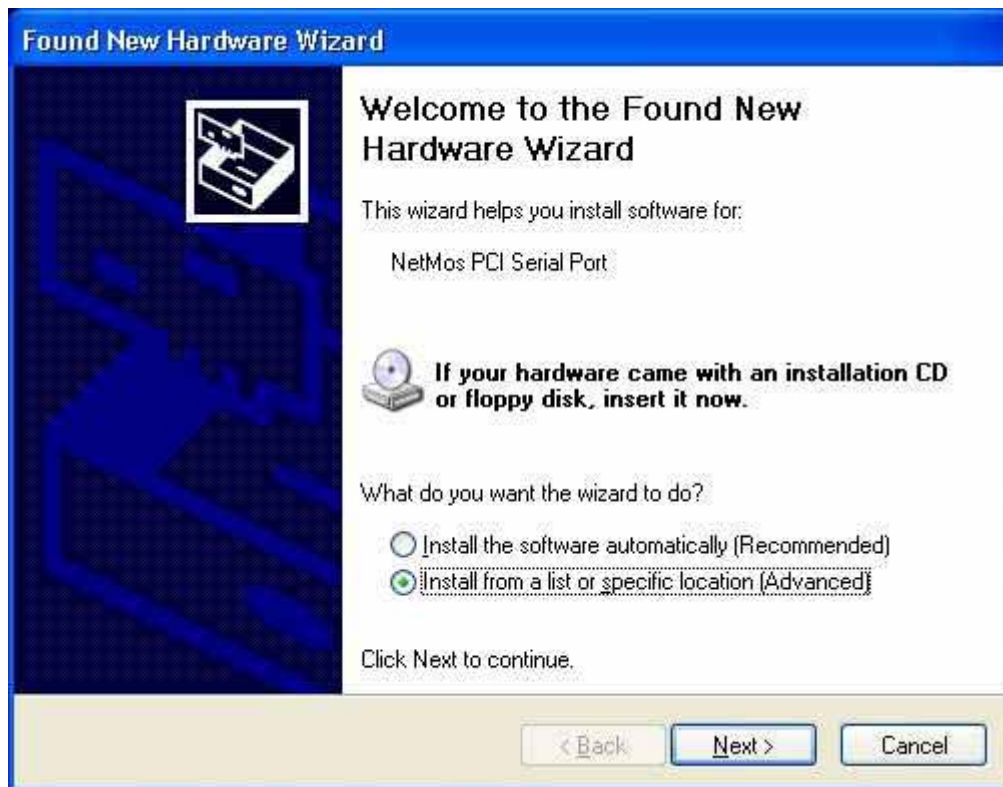 Found New Hardware Wizard
Welcome to the Found New
Hardware Wizard
This wizard helps you install software for:
NetMos PCI Serial Port
If your hardware came with an installation CD
or floppy disk, insert it now.
What do you want the wizard to do?
Install the software automatically (Recommended)
Install from a list or specific location (Advanced)
Click Next to continue.
< Back
Next >
Cancel